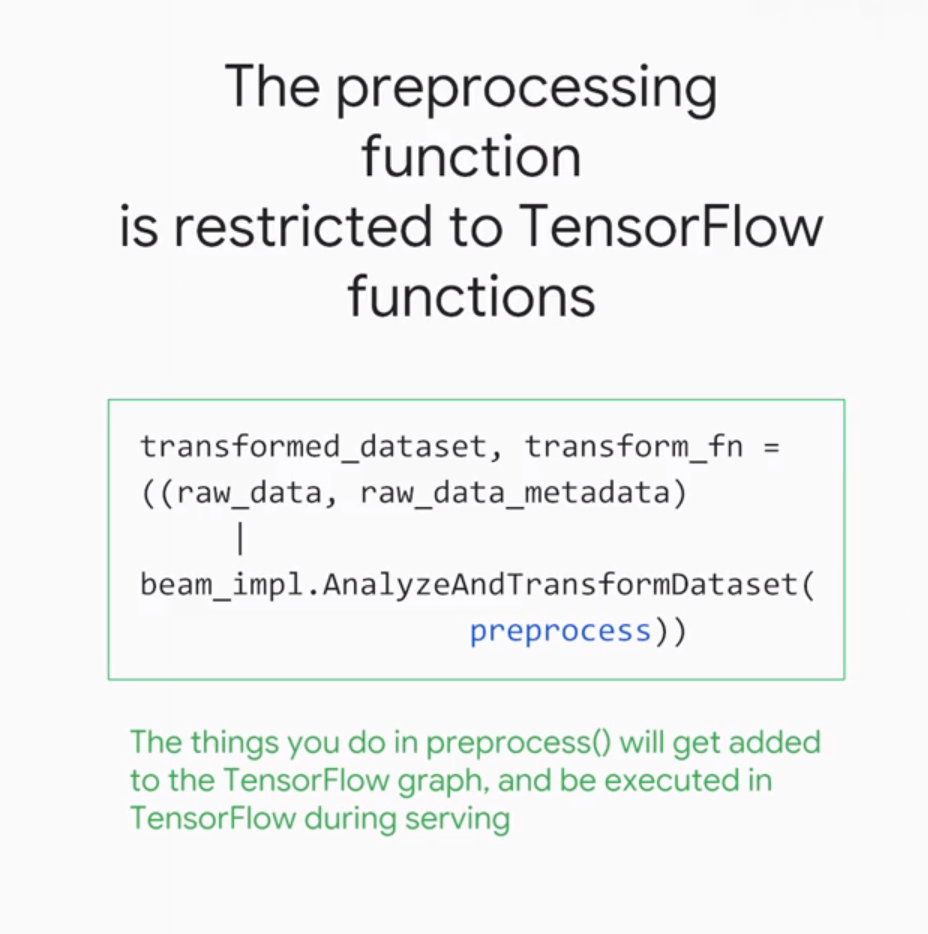 The preprocessing
function
is restricted to TensorFlow
functions
transformed_dataset, transform_fn =
((raw_data, raw_data_metadata)
|
beam_impl.AnalyzeAndTransformDataset(
preprocess))
The things you do in preprocess() will get added
to the TensorFlow graph, and be executed in
TensorFlow during serving